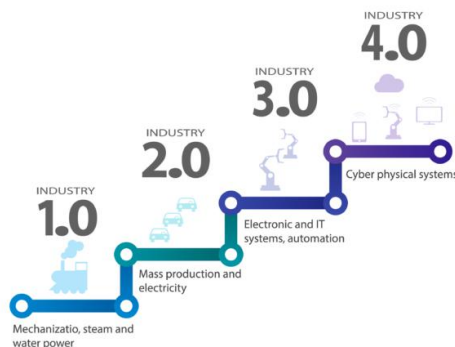 INDUSTRY
1.0
Mechanizatio, steam and
water power
INDUSTRY
2.0
Mass production and
electricity
INDUSTRY
3.0
Electronic and IT
systems, automation
INDUSTRY
4.0
Cyber physical systems